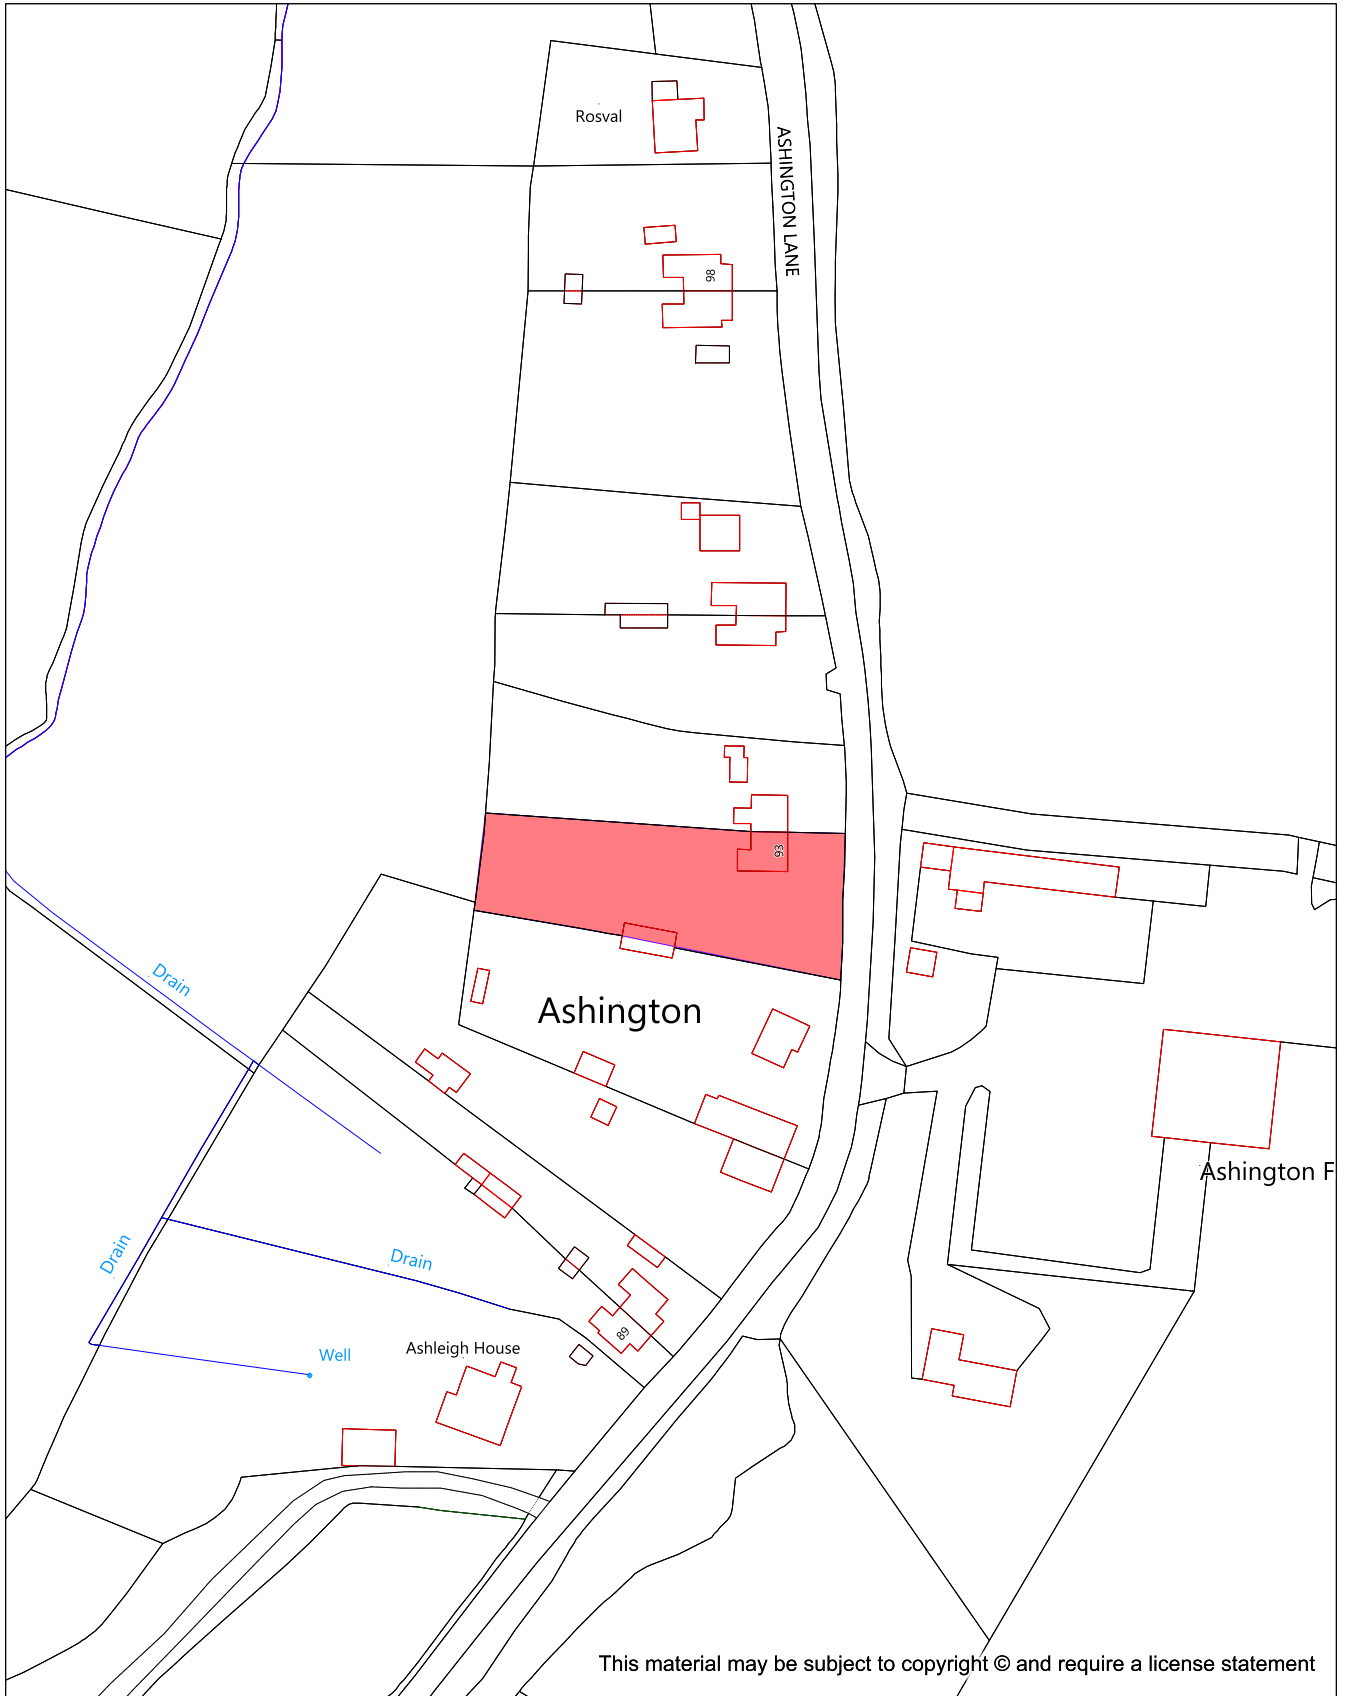 Rosval
ASHINGTON LANE
98
93
Drain
Ashington
Ashington F
Drain
Drain
89
Ashleigh House
Well
This material may be subject to copyright © and require a license statement